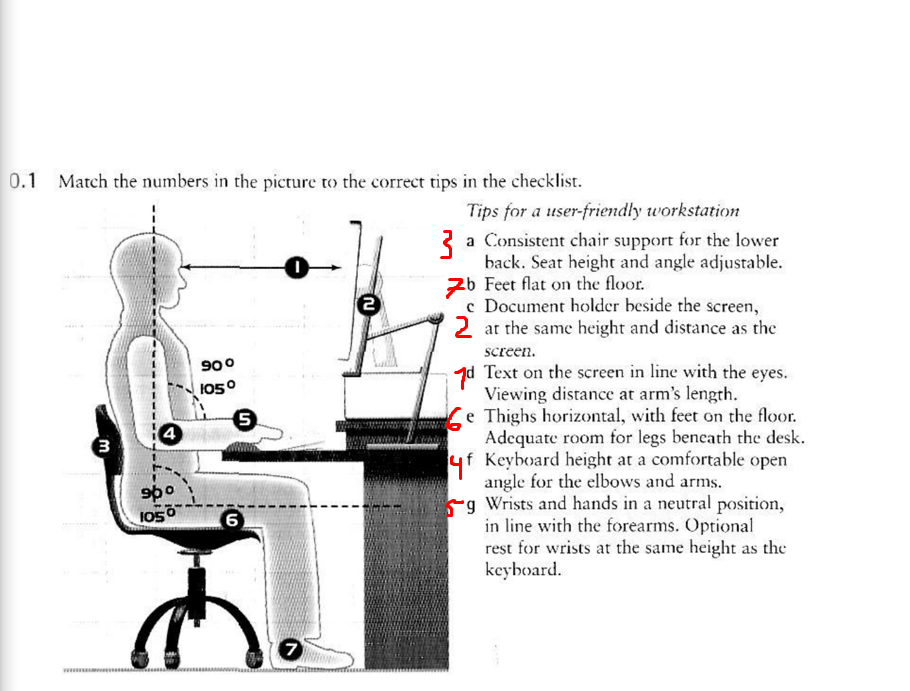 0.1 Match the numbers in the picture to the correct tips in the checklist.
Tips for a user-friendly workstation
3 a Consistent chair support for the lower
back. Seat height and angle adjustable.
7 b Feet flat on the floor.
c Document holder beside the screen,
2 at the same height and distance as the
screen.
1 d Text on the screen in line with the eyes.
Viewing distance at arm's length.
6 e Thighs horizontal, with feet on the floor.
Adequate room for legs beneath the desk.
4 f Keyboard height at a comfortable open
angle for the elbows and arms.
5 g Wrists and hands in a neutral position,
in line with the forearms. Optional
rest for wrists at the same height as the
keyboard.
1
2
90°
105°
5
4
3
90°
105°
6
7